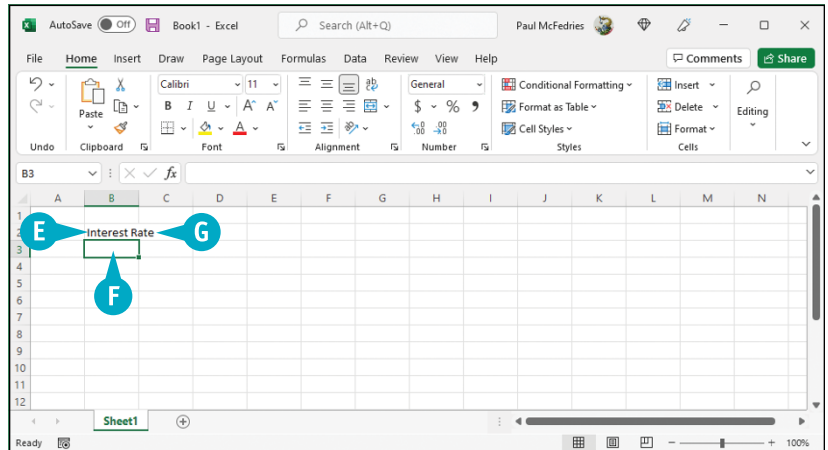 AutoSave Off Book1 - Excel Search (Alt+Q) Paul McFedries
File Home Insert Draw Page Layout Formulas Data Review View Help Comments Share
Calibri 11 General Conditional Formatting Insert
Paste B I U A A $ % Format as Table Delete Editing
A Cell Styles Format
Undo Clipboard Font Alignment Number Styles Cells
B3 fx
A B C D E F G H I J K L M N
1
E Interest Rate G
3
4
5
F
6
7
8
9
10
11
12
Sheet1
Ready 100%